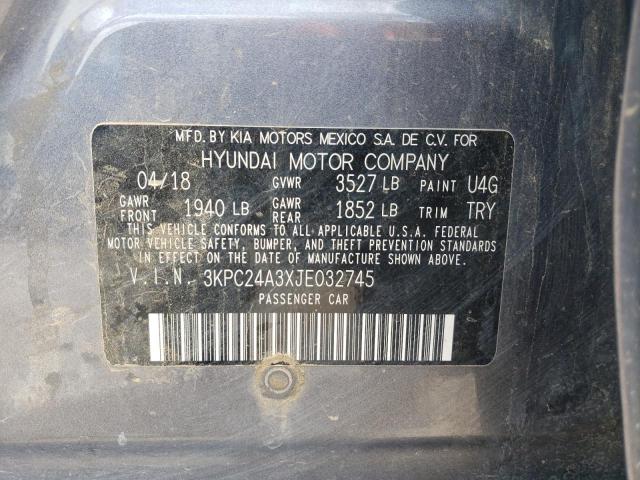 MFD. BY KIA MOTORS MEXICO S.A. DE C.V. FOR
HYUNDAI MOTOR COMPANY
04/18 GVWR 3527 LB PAINT U4G
GAWR FRONT 1940 LB GAWR REAR 1852 LB TRIM TRY
THIS VEHICLE CONFORMS TO ALL APPLICABLE U.S.A. FEDERAL
MOTOR VEHICLE SAFETY, BUMPER, AND THEFT PREVENTION STANDARDS
IN EFFECT ON THE DATE OF MANUFACTURE SHOWN ABOVE.
V.I.N. 3KPC24A3XJE032745
PASSENGER CAR